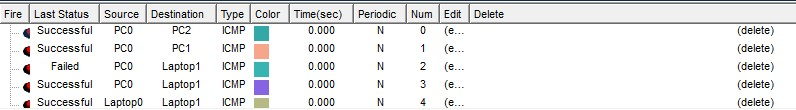 Fire Last Status Source Destination Type Color Time(sec) Periodic Num Edit Delete
Successful PC0 PC2 ICMP 0.000 N 0 (e... (delete)
Successful PC0 PC1 ICMP 0.000 N 1 (e... (delete)
Failed PC0 Laptop1 ICMP 0.000 N 2 (e... (delete)
Successful PC0 Laptop1 ICMP 0.000 N 3 (e... (delete)
Successful Laptop0 Laptop1 ICMP 0.000 N 4 (e... (delete)